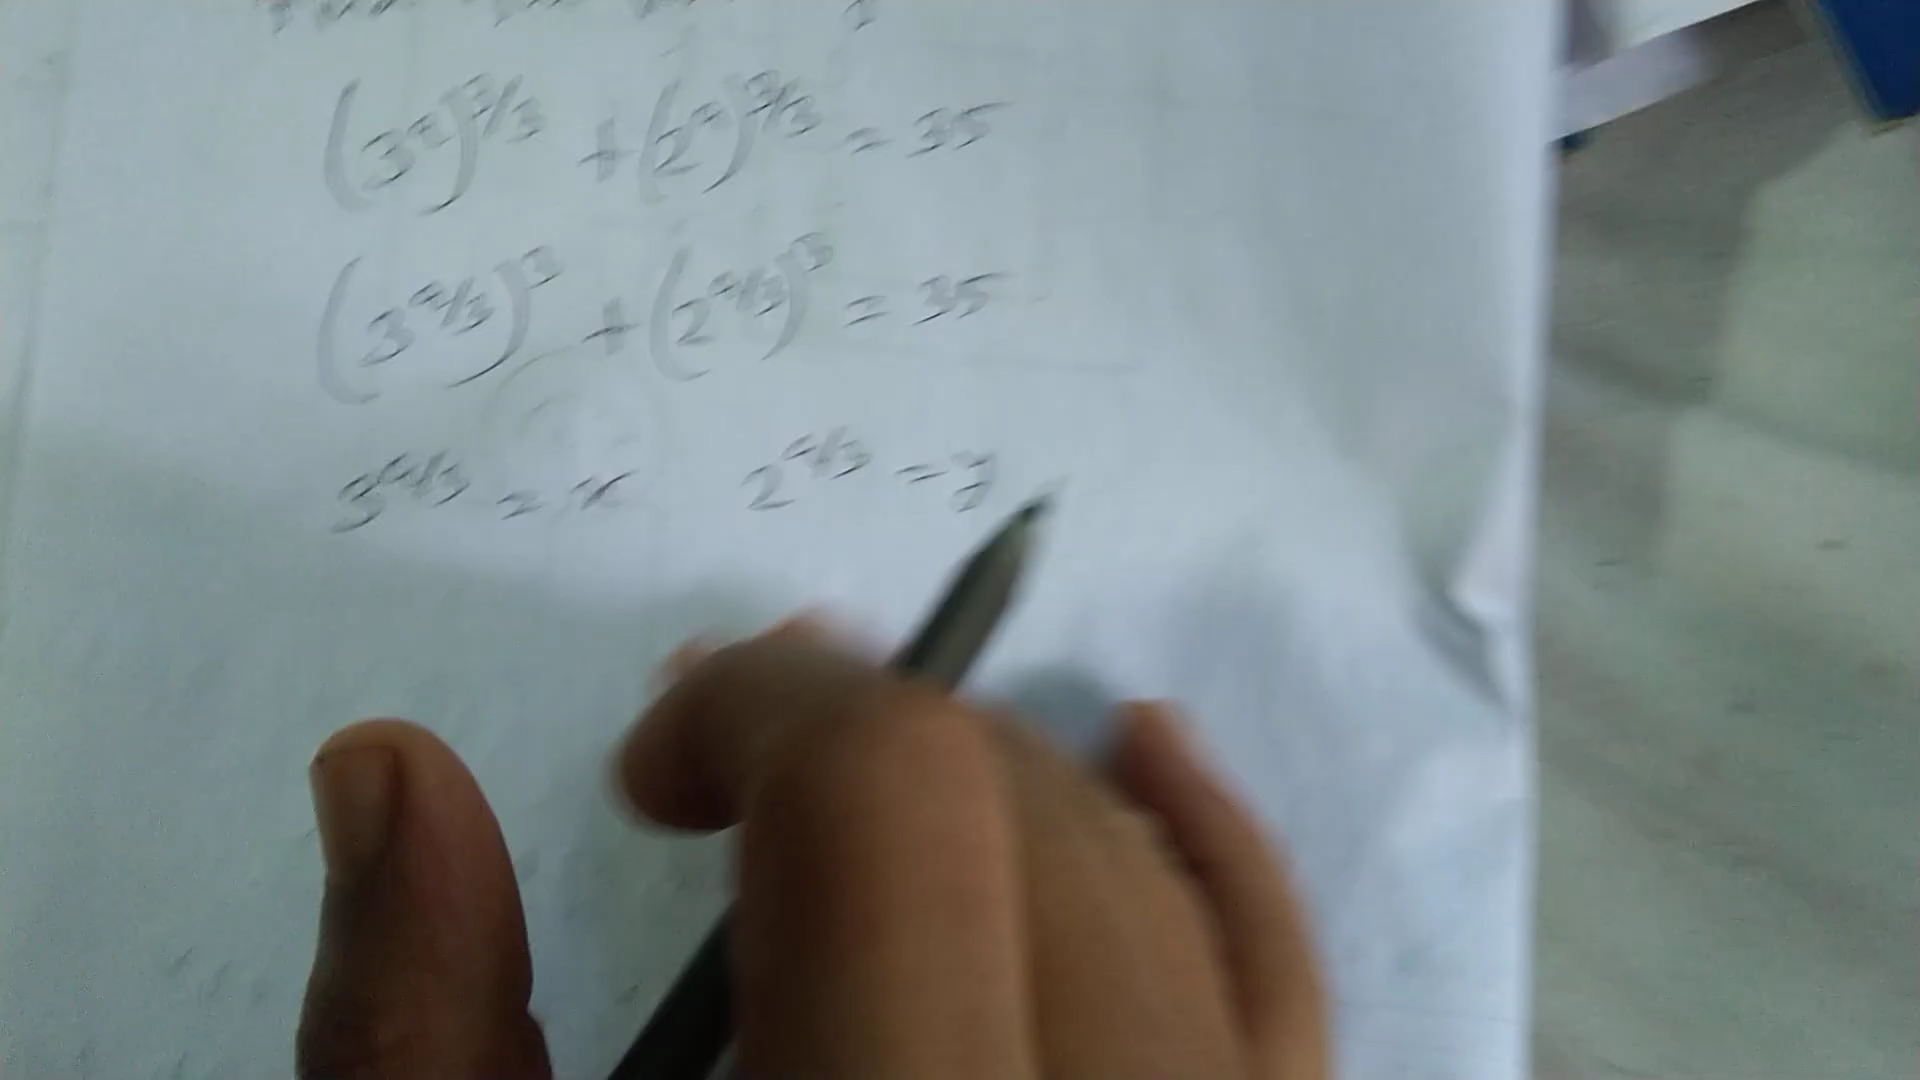 (3^a)^3/3 + (2^a)^3/3 = 35
(3^a/3)^3 + (2^a/3)^3 = 35
3^a/3 = x 2^a/3 = y